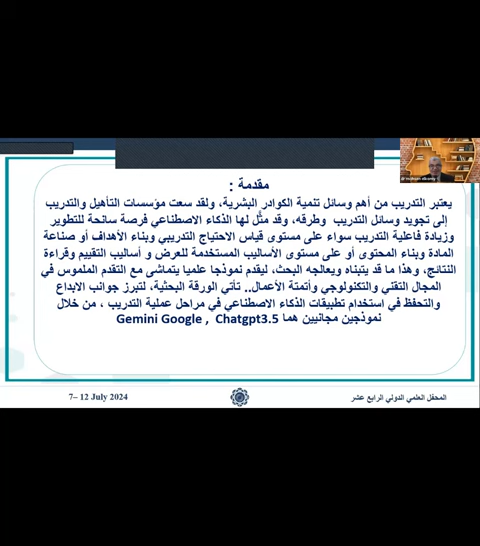 مقدمة :
يعتبر التدريب من أهم وسائل تنمية الكوادر البشرية، ولقد سعت مؤسسات التأهيل والتدريب
إلى تجويد وسائل التدريب وطرقه، وقد مثّل لها الذكاء الاصطناعي فرصة سانحة للتطوير
وزيادة فاعلية التدريب سواء على مستوى قياس الاحتياج التدريبي وبناء الأهداف أو صناعة
المادة وبناء المحتوى أو على مستوى الأساليب المستخدمة للعرض و أساليب التقييم وقراءة
النتائج، وهذا ما قد يتبناه ويعالجه البحث، ليقدم نموذجا علميا يتماشى مع التقدم الملموس في
المجال التقني والتكنولوجي وأتمتة الأعمال.. تأتي الورقة البحثية، لتبرز جوانب الابداع
والتحفظ في استخدام تطبيقات الذكاء الاصطناعي في مراحل عملية التدريب ، من خلال
نموذجين مجانيين هما Gemini Google , Chatgpt3.5
المحفل العلمي الدولي الرابع عشر
7– 12 July 2024